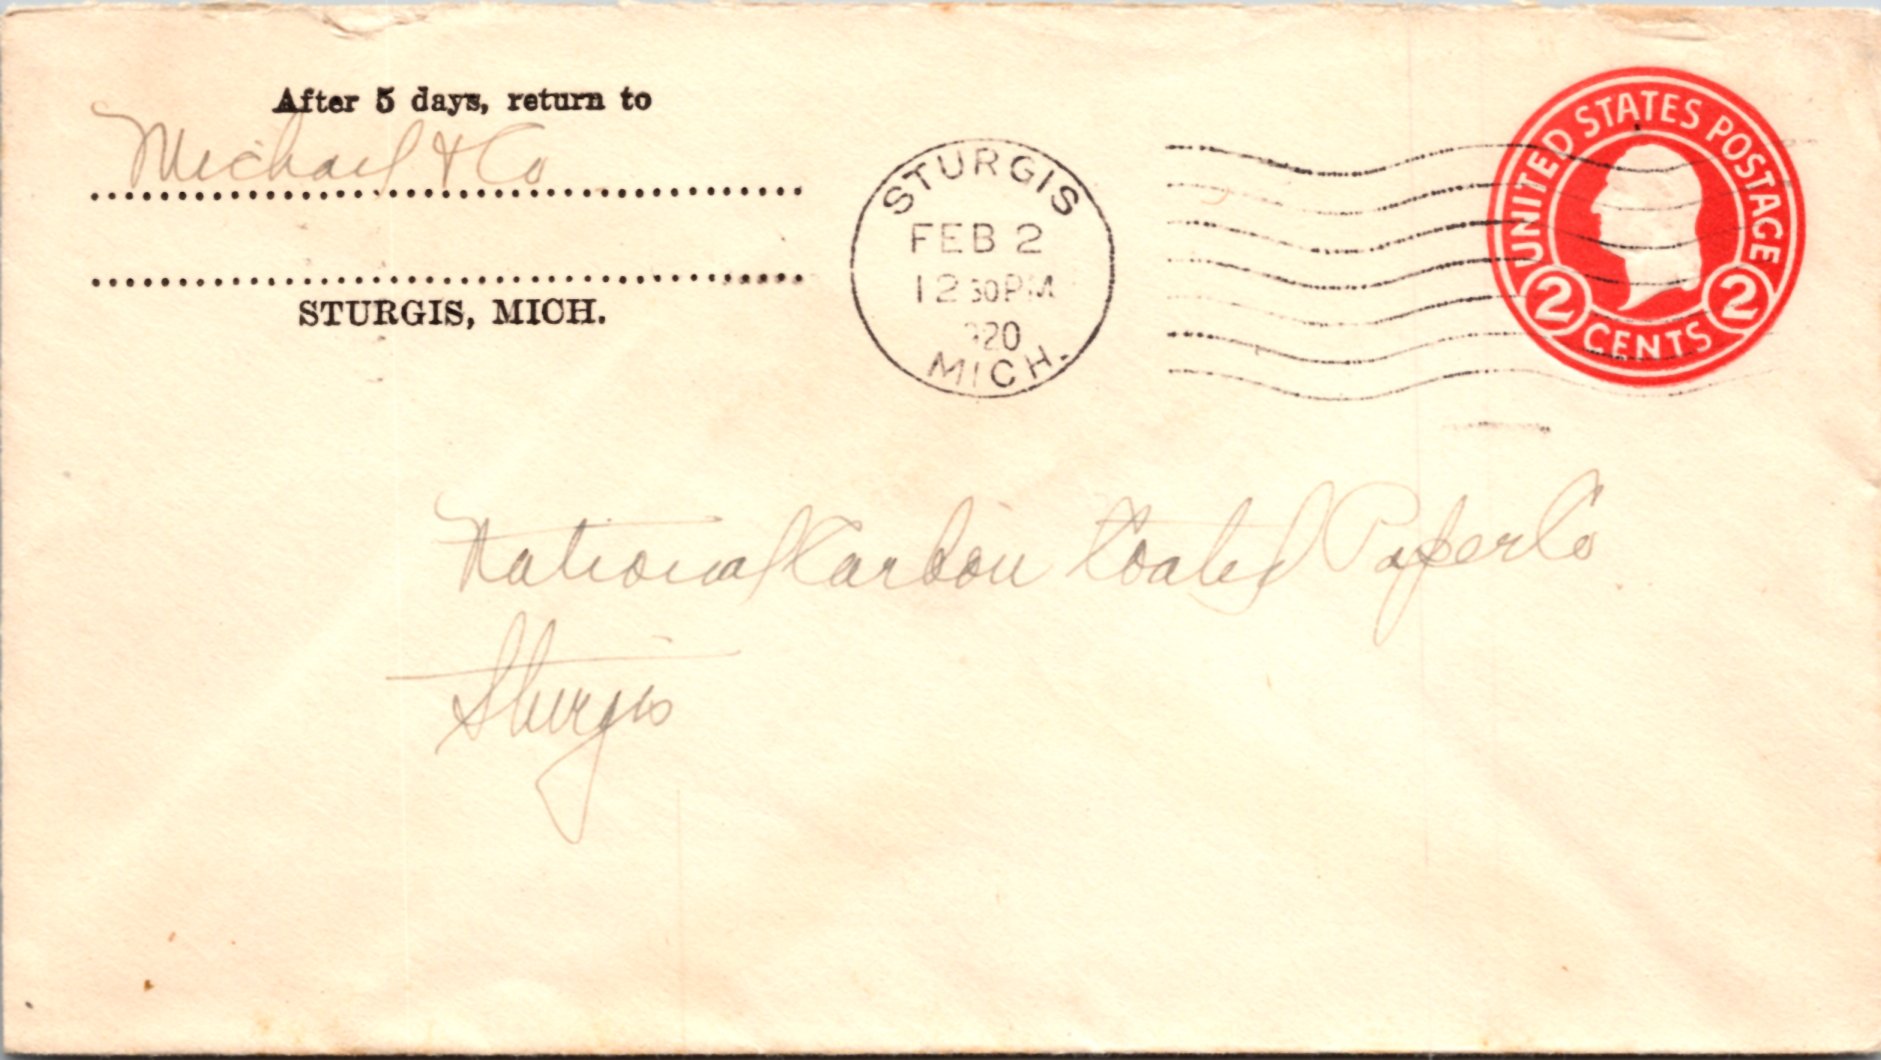 After 5 days, return to
Michael & Co
STURGIS, MICH.
STURGIS
FEB 2
12 30 PM
1920
MICH.
UNITED STATES POSTAGE
2 CENTS 2
National Carbon Coated Paper Co
Sturgis